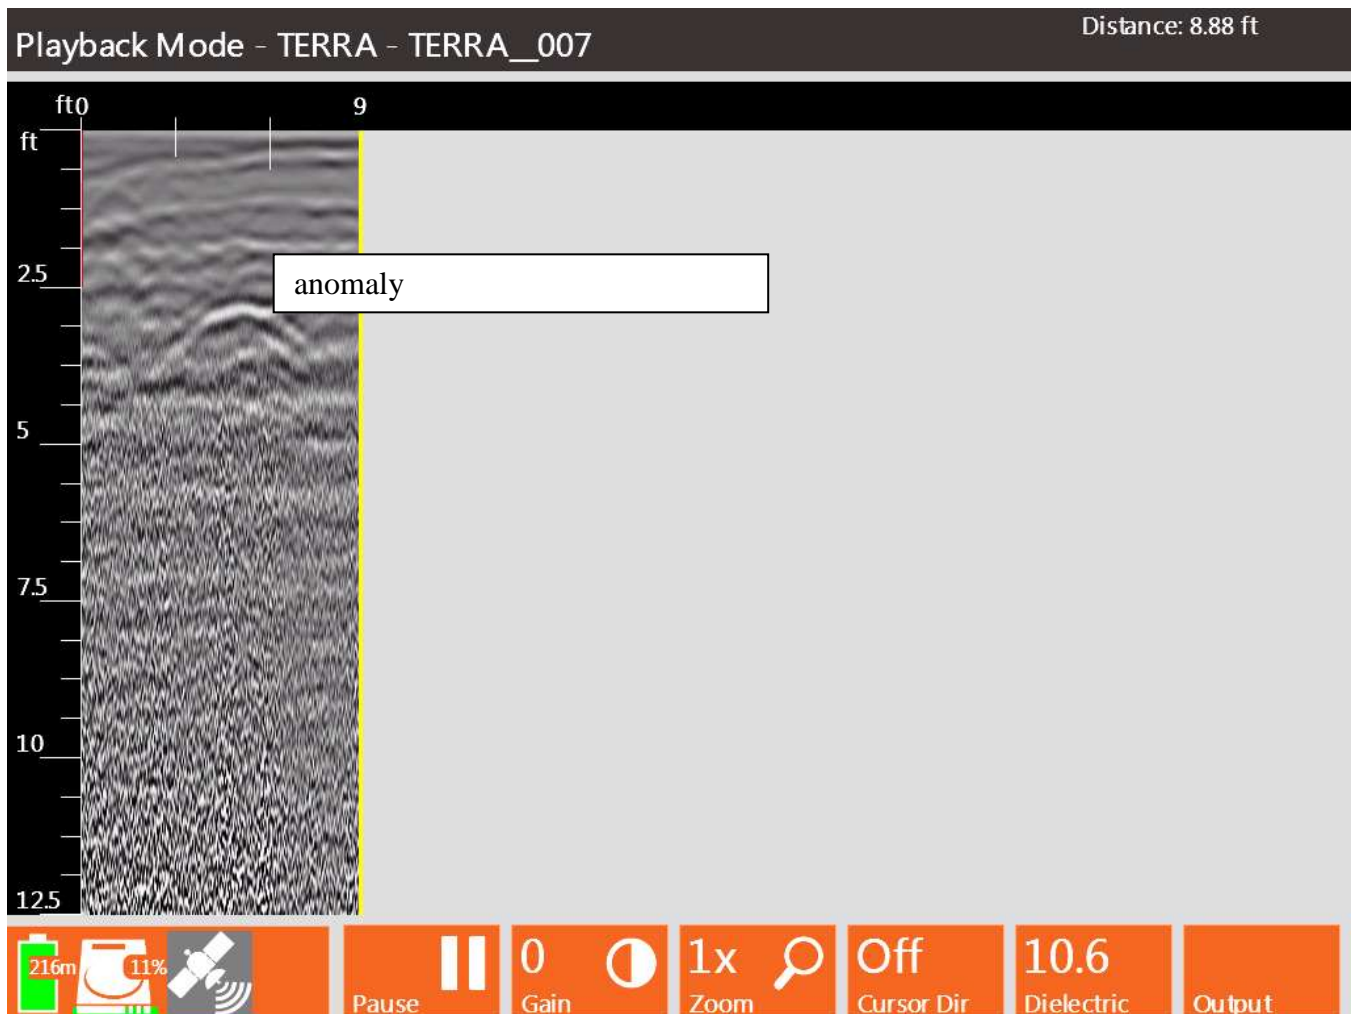 Playback Mode - TERRA - TERRA__007
Distance: 8.88 ft
ft0 9
ft
2.5
anomaly
5
7.5
10
12.5
216m 11%
Pause
0
Gain
1x
Zoom
Off
Cursor Dir
10.6
Dielectric
Output